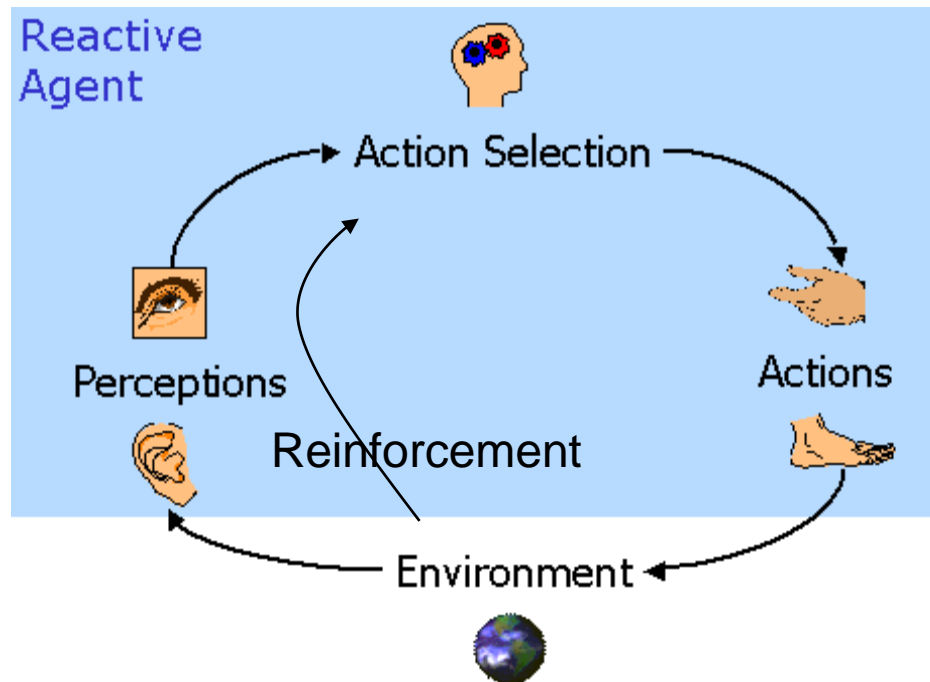 Reactive
Agent
Action Selection
Perceptions
Actions
Reinforcement
Environment